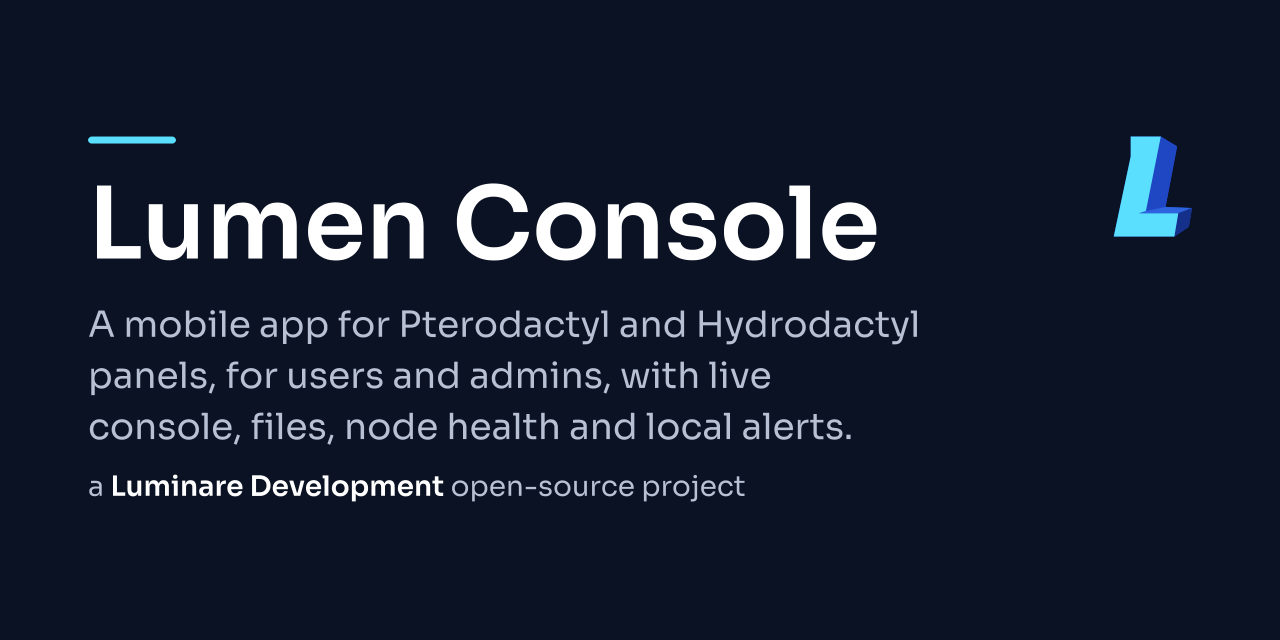 Lumen Console
A mobile app for Pterodactyl and Hydrodactyl
panels, for users and admins, with live
console, files, node health and local alerts.
a Luminare Development open-source project
L